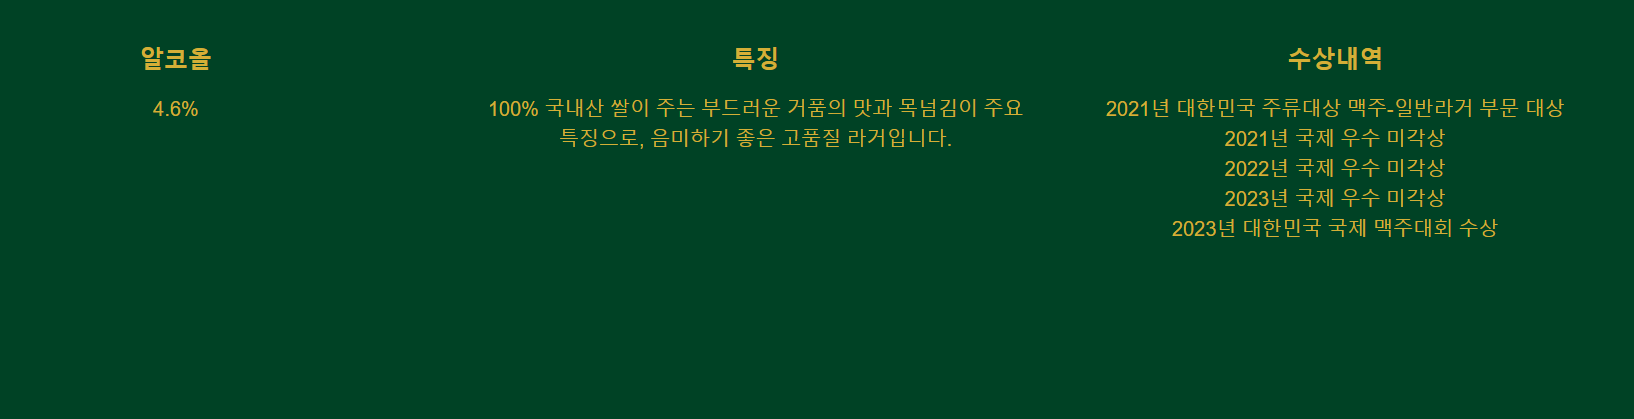 알코올
4.6%
특징
100% 국내산 쌀이 주는 부드러운 거품의 맛과 목넘김이 주요
특징으로, 음미하기 좋은 고품질 라거입니다.
수상내역
2021년 대한민국 주류대상 맥주-일반라거 부문 대상
2021년 국제 우수 미각상
2022년 국제 우수 미각상
2023년 국제 우수 미각상
2023년 대한민국 국제 맥주대회 수상